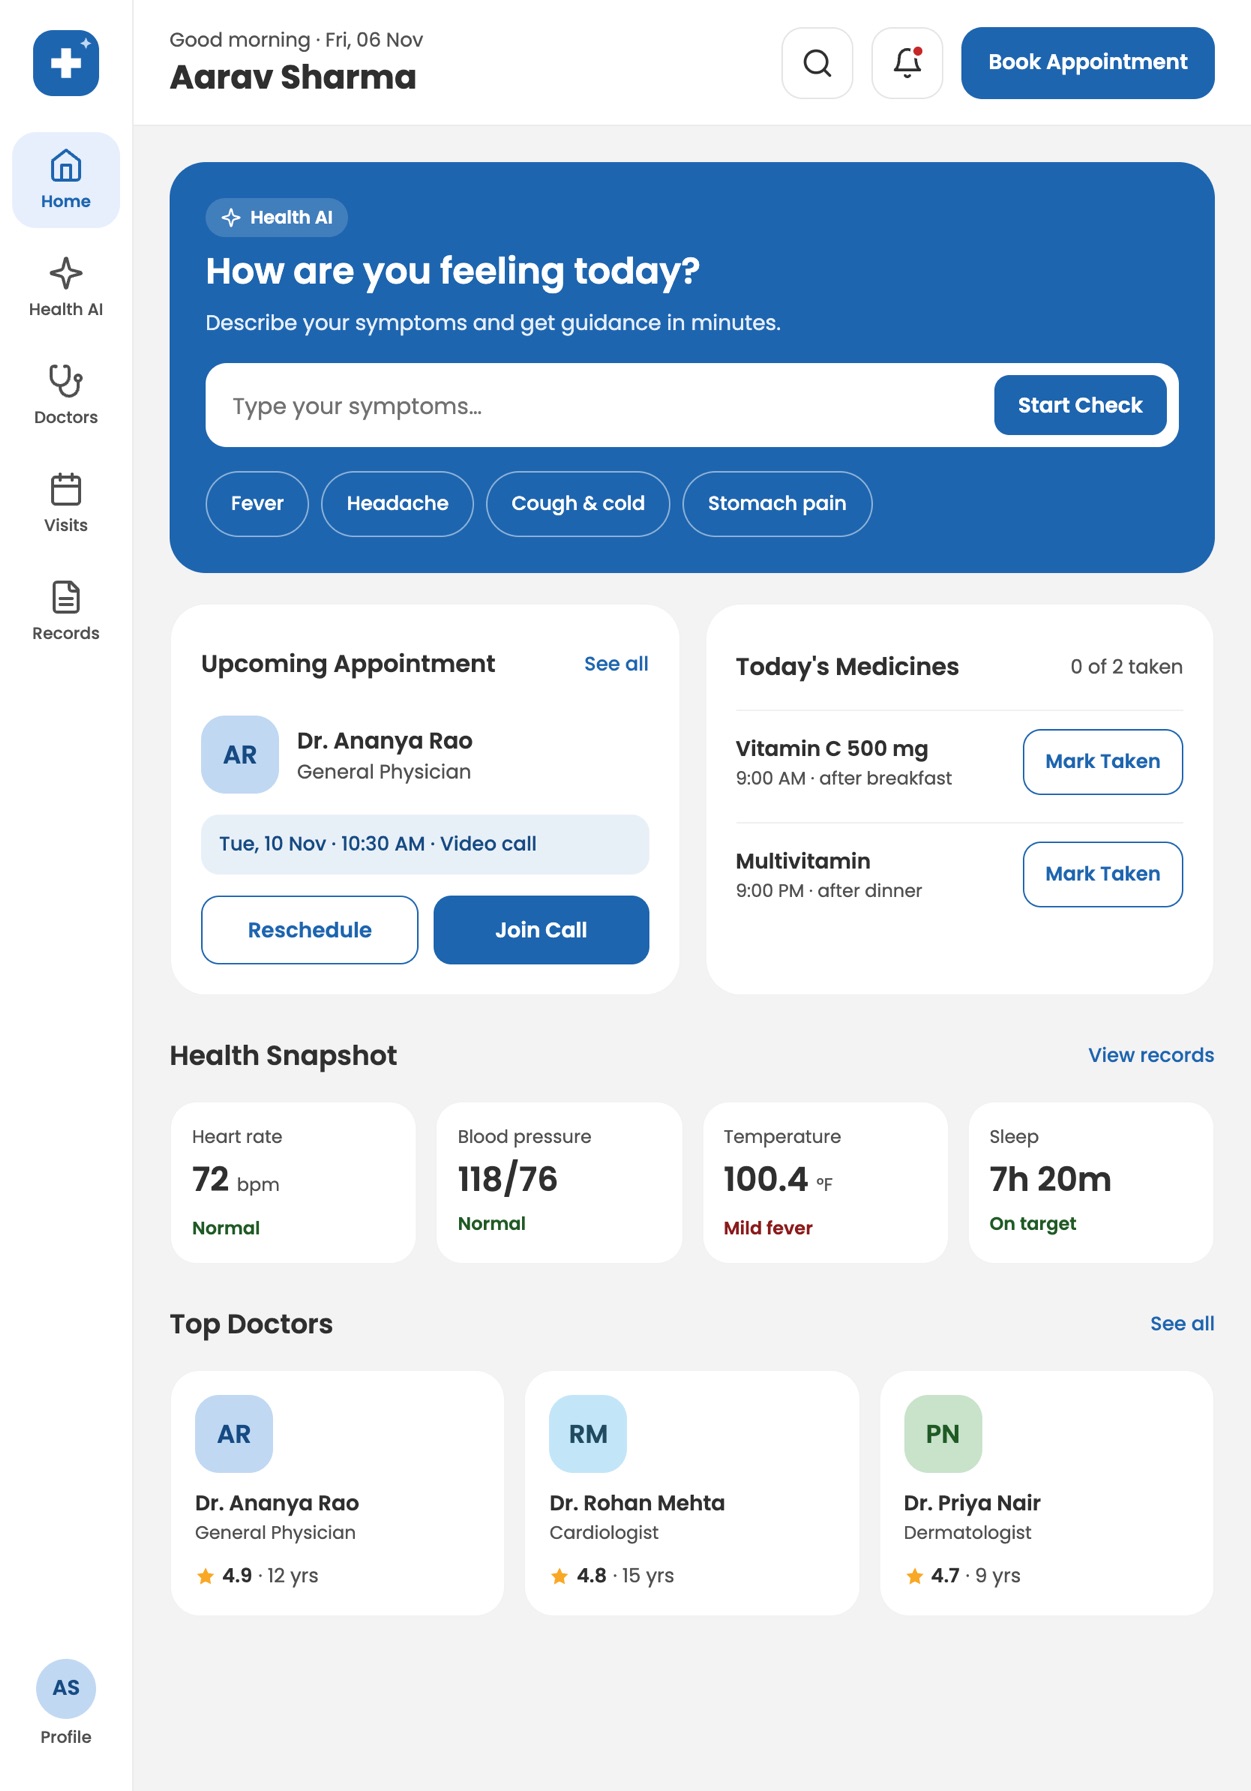 Good morning · Fri, 06 Nov
Aarav Sharma
Book Appointment
Home
Health AI
Doctors
Visits
Records
AS
Profile
Health AI
How are you feeling today?
Describe your symptoms and get guidance in minutes.
Type your symptoms...
Start Check
Fever
Headache
Cough & cold
Stomach pain
Upcoming Appointment
See all
AR
Dr. Ananya Rao
General Physician
Tue, 10 Nov · 10:30 AM · Video call
Reschedule
Join Call
Today's Medicines
0 of 2 taken
Vitamin C 500 mg
9:00 AM · after breakfast
Mark Taken
Multivitamin
9:00 PM · after dinner
Mark Taken
Health Snapshot
View records
Heart rate
72 bpm
Normal
Blood pressure
118/76
Normal
Temperature
100.4 °F
Mild fever
Sleep
7h 20m
On target
Top Doctors
See all
AR
Dr. Ananya Rao
General Physician
4.9 · 12 yrs
RM
Dr. Rohan Mehta
Cardiologist
4.8 · 15 yrs
PN
Dr. Priya Nair
Dermatologist
4.7 · 9 yrs